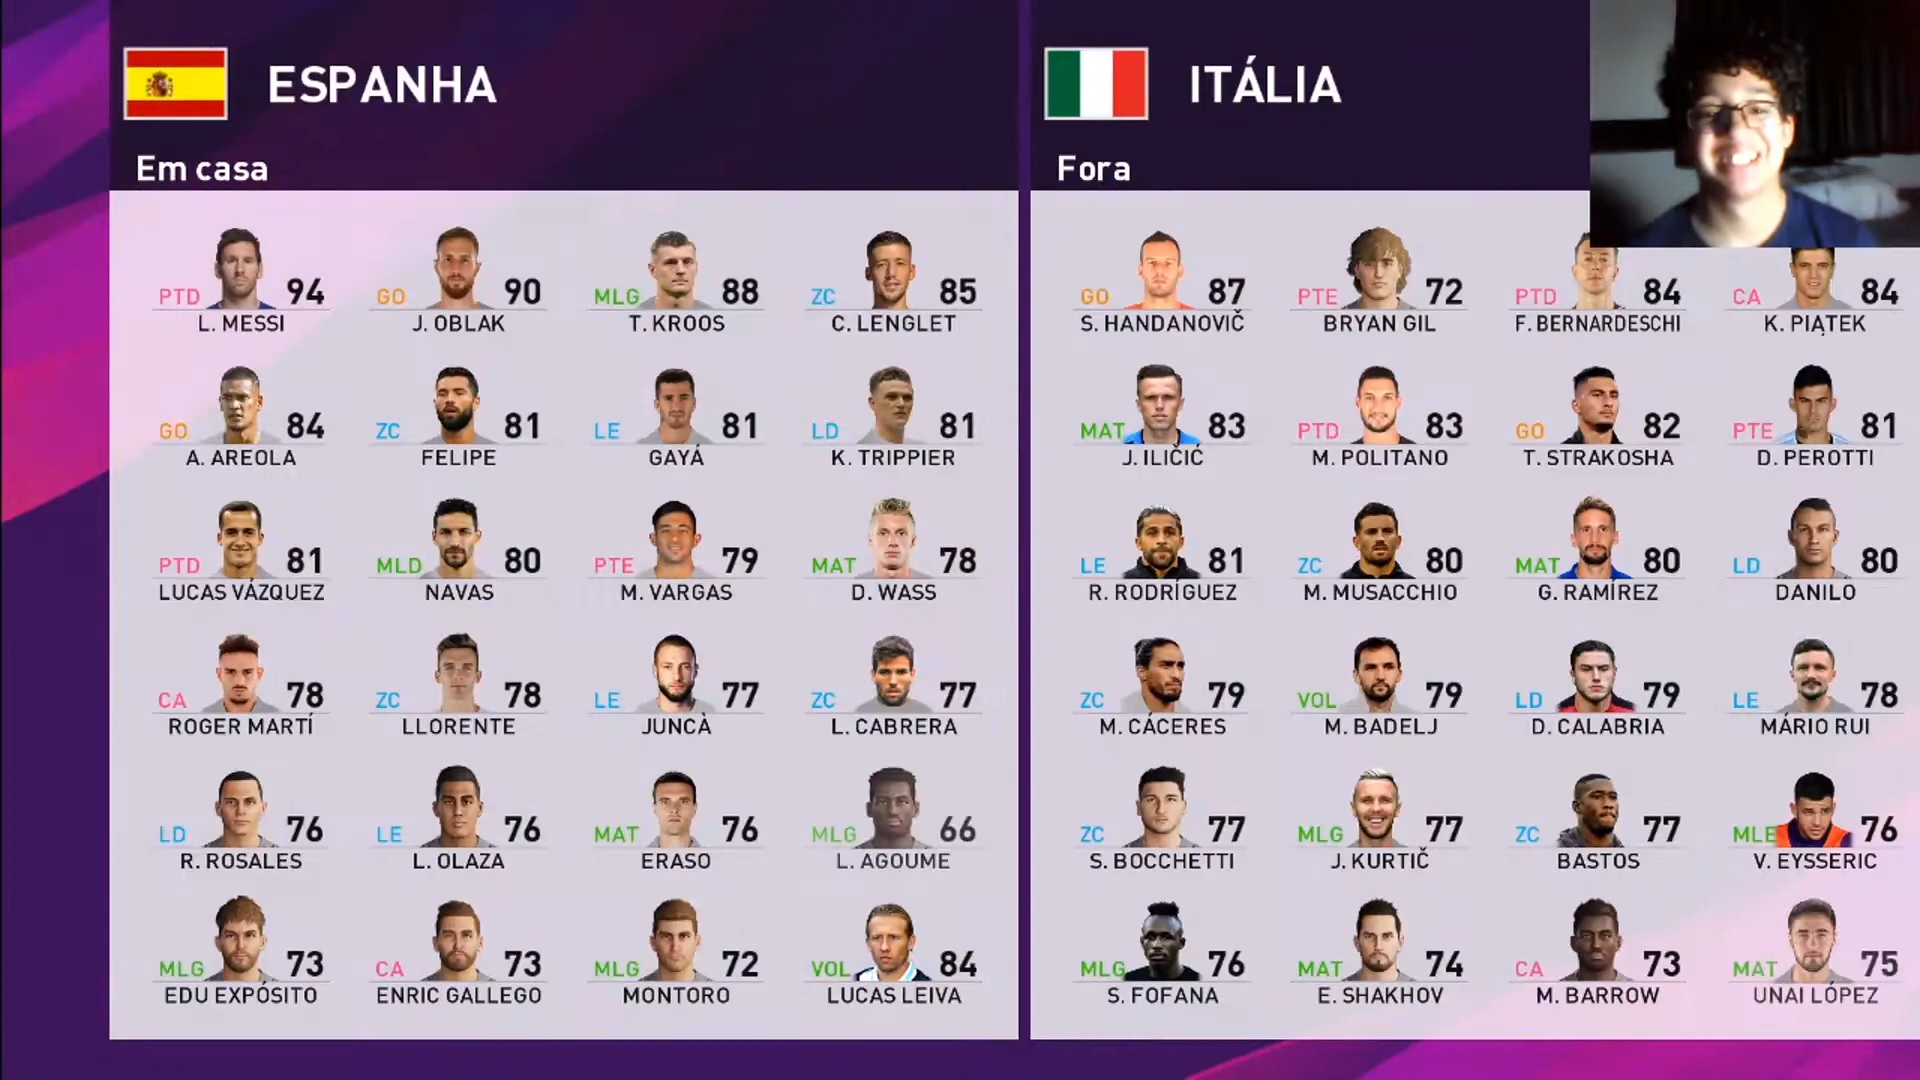 ESPANHA
Em casa
PTD 94 GO 90 MLG 88 ZC 85
L. MESSI J. OBLAK T. KROOS C. LENGLET
GO 84 ZC 81 LE 81 LD 81
A. AREOLA FELIPE GAYÁ K. TRIPPIER
PTD 81 MLD 80 PTE 79 MAT 78
LUCAS VÁZQUEZ NAVAS M. VARGAS D. WASS
CA 78 ZC 78 LE 77 ZC 77
ROGER MARTÍ LLORENTE JUNCÀ L. CABRERA
LD 76 LE 76 MAT 76 MLG 66
R. ROSALES L. OLAZA ERASO L. AGOUME
MLG 73 CA 73 MLG 72 VOL 84
EDU EXPÓSITO ENRIC GALLEGO MONTORO LUCAS LEIVA
ITÁLIA
Fora
GO 87 PTE 72 PTD 84 CA 84
S. HANDANOVIČ BRYAN GIL F. BERNARDESCHI K. PIĄTEK
MAT 83 PTD 83 GO 82 PTE 81
J. ILIČIĆ M. POLITANO T. STRAKOSHA D. PEROTTI
LE 81 ZC 80 MAT 80 LD 80
R. RODRÍGUEZ M. MUSACCHIO G. RAMÍREZ DANILO
ZC 79 VOL 79 LD 79 LE 78
M. CÁCERES M. BADELJ D. CALABRIA MÁRIO RUI
ZC 77 MLG 77 ZC 77 MLE 76
S. BOCCHETTI J. KURTIČ BASTOS V. EYSSERIC
MLG 76 MAT 74 CA 73 MAT 75
S. FOFANA E. SHAKHOV M. BARROW UNAI LÓPEZ